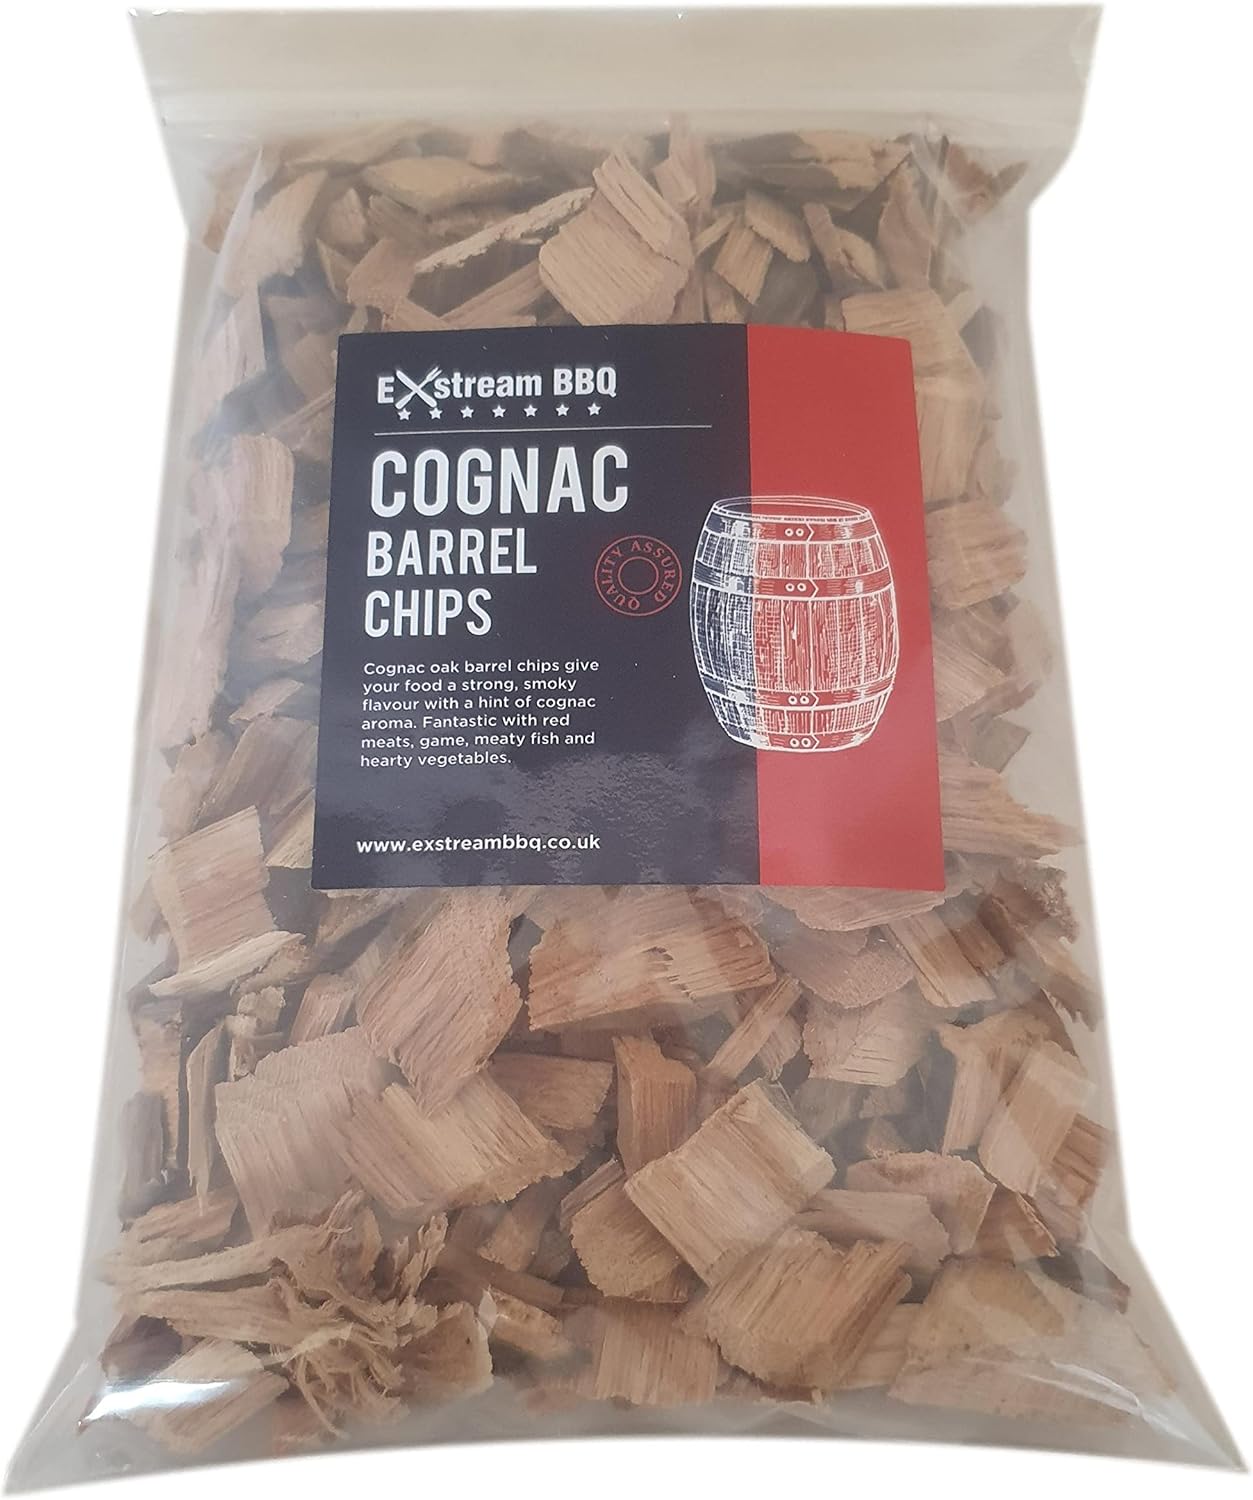 EXstream BBQ
COGNAC
BARREL
CHIPS
QUALITY ASSURED
Cognac oak barrel chips give
your food a strong, smoky
flavour with a hint of cognac
aroma. Fantastic with red
meats, game, meaty fish and
hearty vegetables.
www.exstreambbq.co.uk